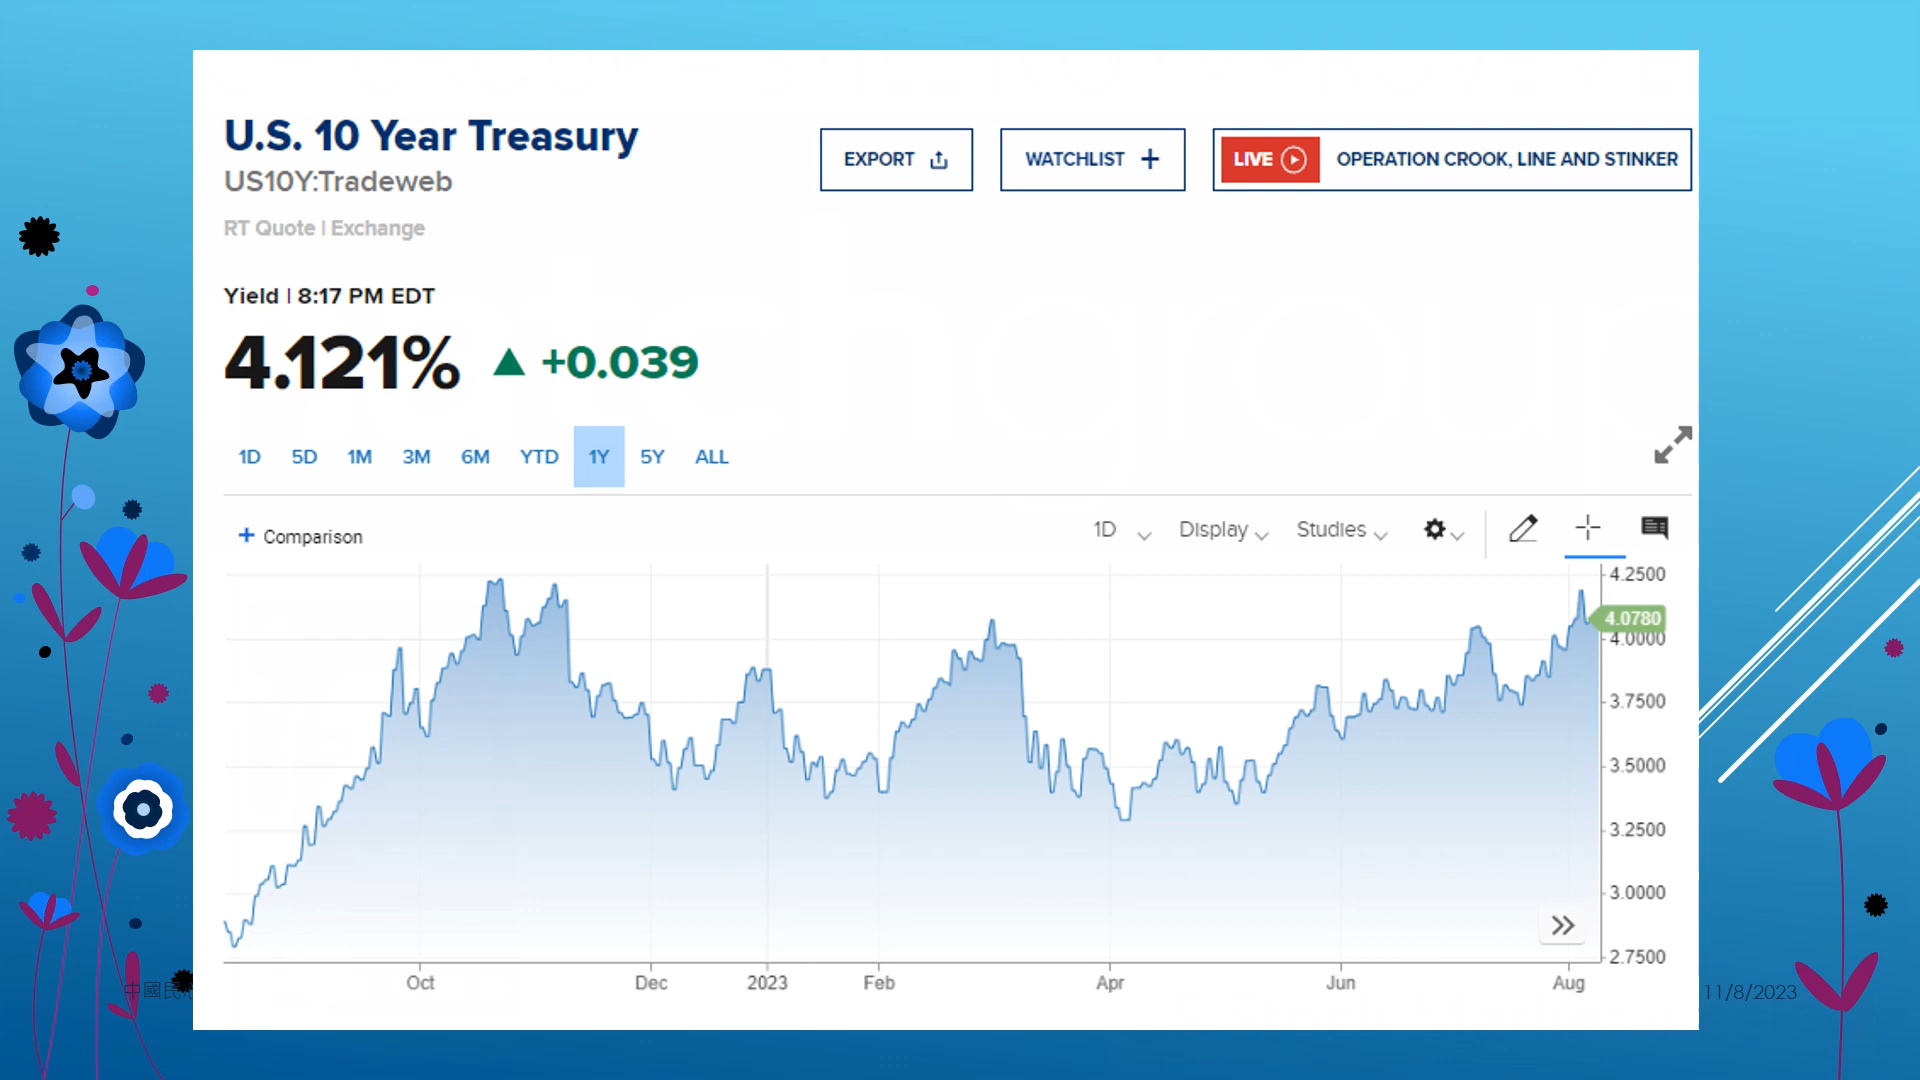 U.S. 10 Year Treasury
US10Y:Tradeweb
RT Quote | Exchange
EXPORT
WATCHLIST +
LIVE
OPERATION CROOK, LINE AND STINKER
Yield | 8:17 PM EDT
4.121% ▲ +0.039
1D 5D 1M 3M 6M YTD 1Y 5Y ALL
+ Comparison
1D Display Studies
4.2500
4.0780
4.0000
3.7500
3.5000
3.2500
3.0000
2.7500
Oct Dec 2023 Feb Apr Jun Aug
中國民
11/8/2023